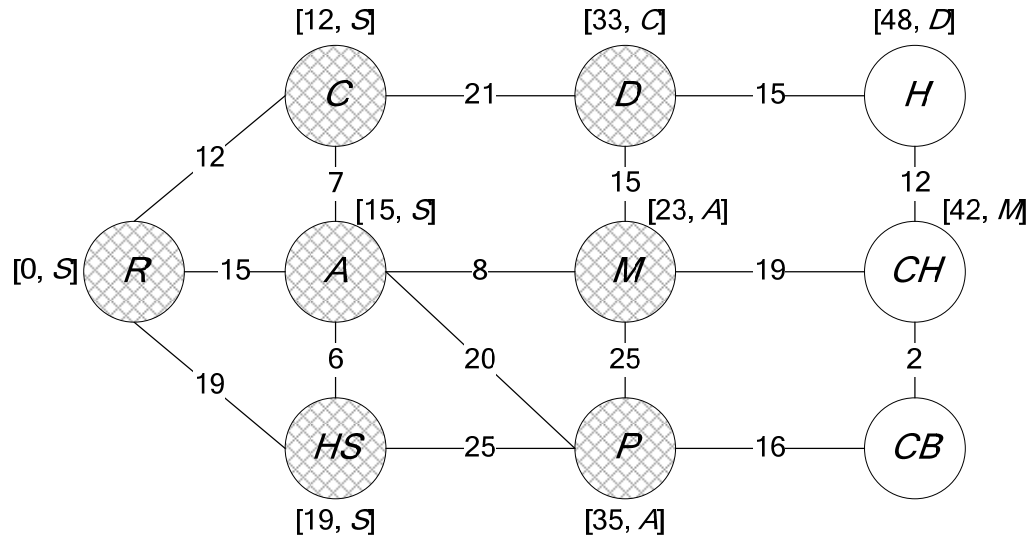 [12, S] [33, C] [48, D]
C 21 D 15 H
12 7 15 12
[15, S] [23, A] [42, M]
[0, S] R 15 A 8 M 19 CH
19 6 20 25 2
HS 25 P 16 CB
[19, S] [35, A]